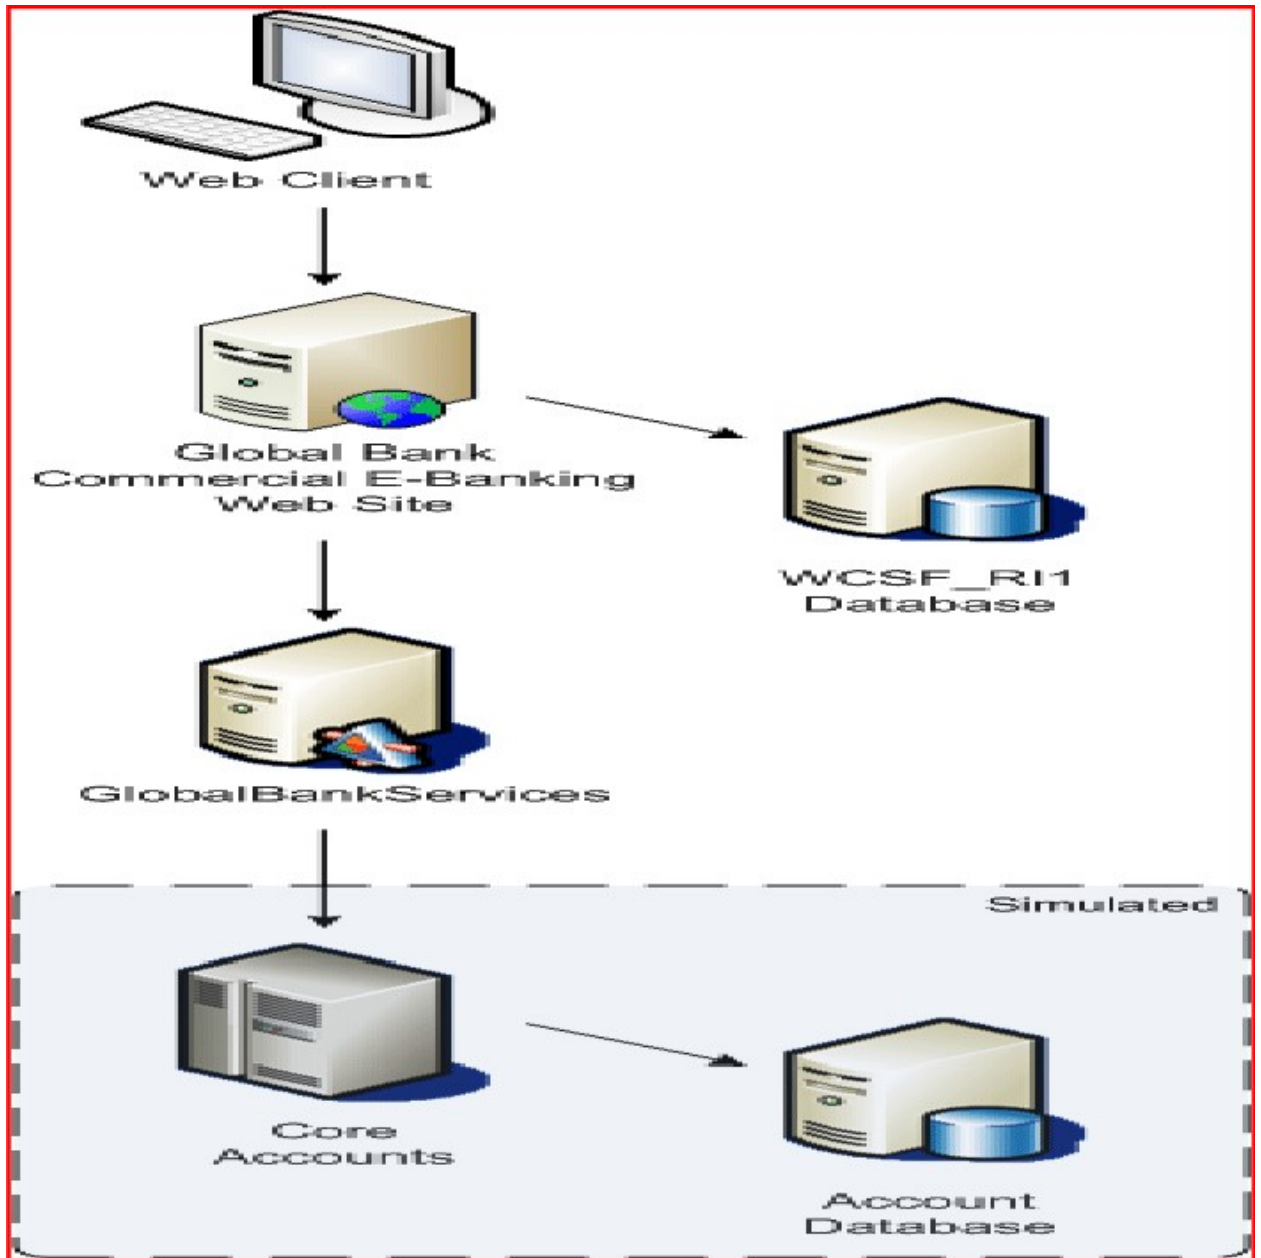 Web Client
Global Bank
Commercial E-Banking
Web Site
WCSF_RI1
Database
GlobalBankServices
Simulated
Core
Accounts
Account
Database